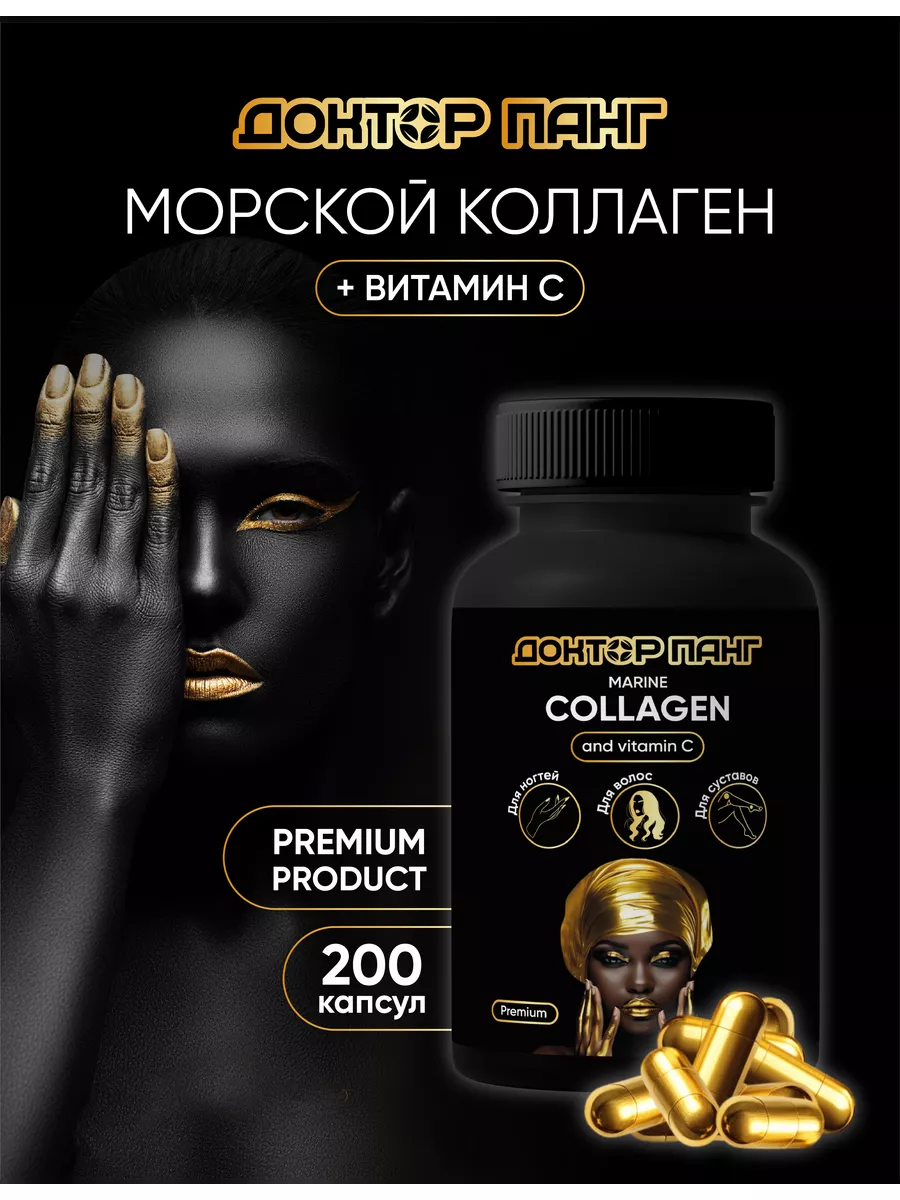 ДОКТОР ПАНГ
МОРСКОЙ КОЛЛАГЕН
+ ВИТАМИН С
ДОКТОР ПАНГ
MARINE
COLLAGEN
and vitamin C
Для ногтей
Для волос
Для суставов
PREMIUM
PRODUCT
200
капсул
Premium